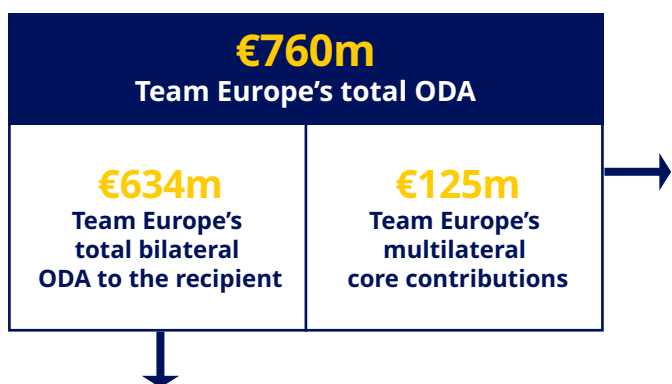 €760m
Team Europe’s total ODA
€634m
Team Europe’s
total bilateral
ODA to the recipient
€125m
Team Europe’s
multilateral
core contributions